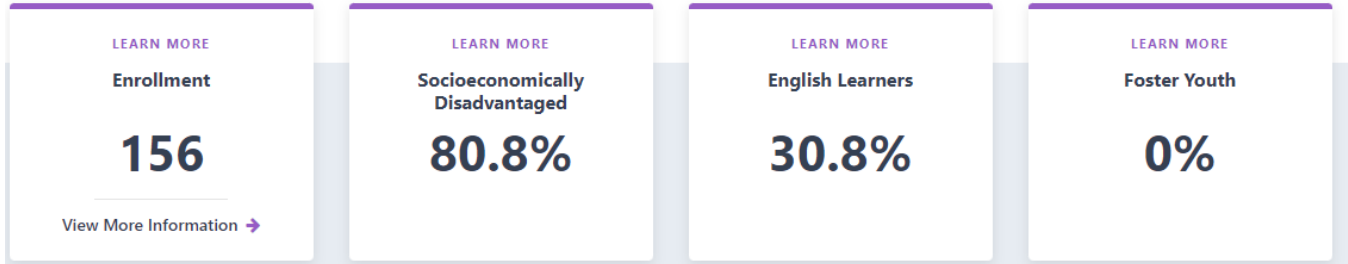 LEARN MORE
Enrollment
156
View More Information
LEARN MORE
Socioeconomically
Disadvantaged
80.8%
LEARN MORE
English Learners
30.8%
LEARN MORE
Foster Youth
0%